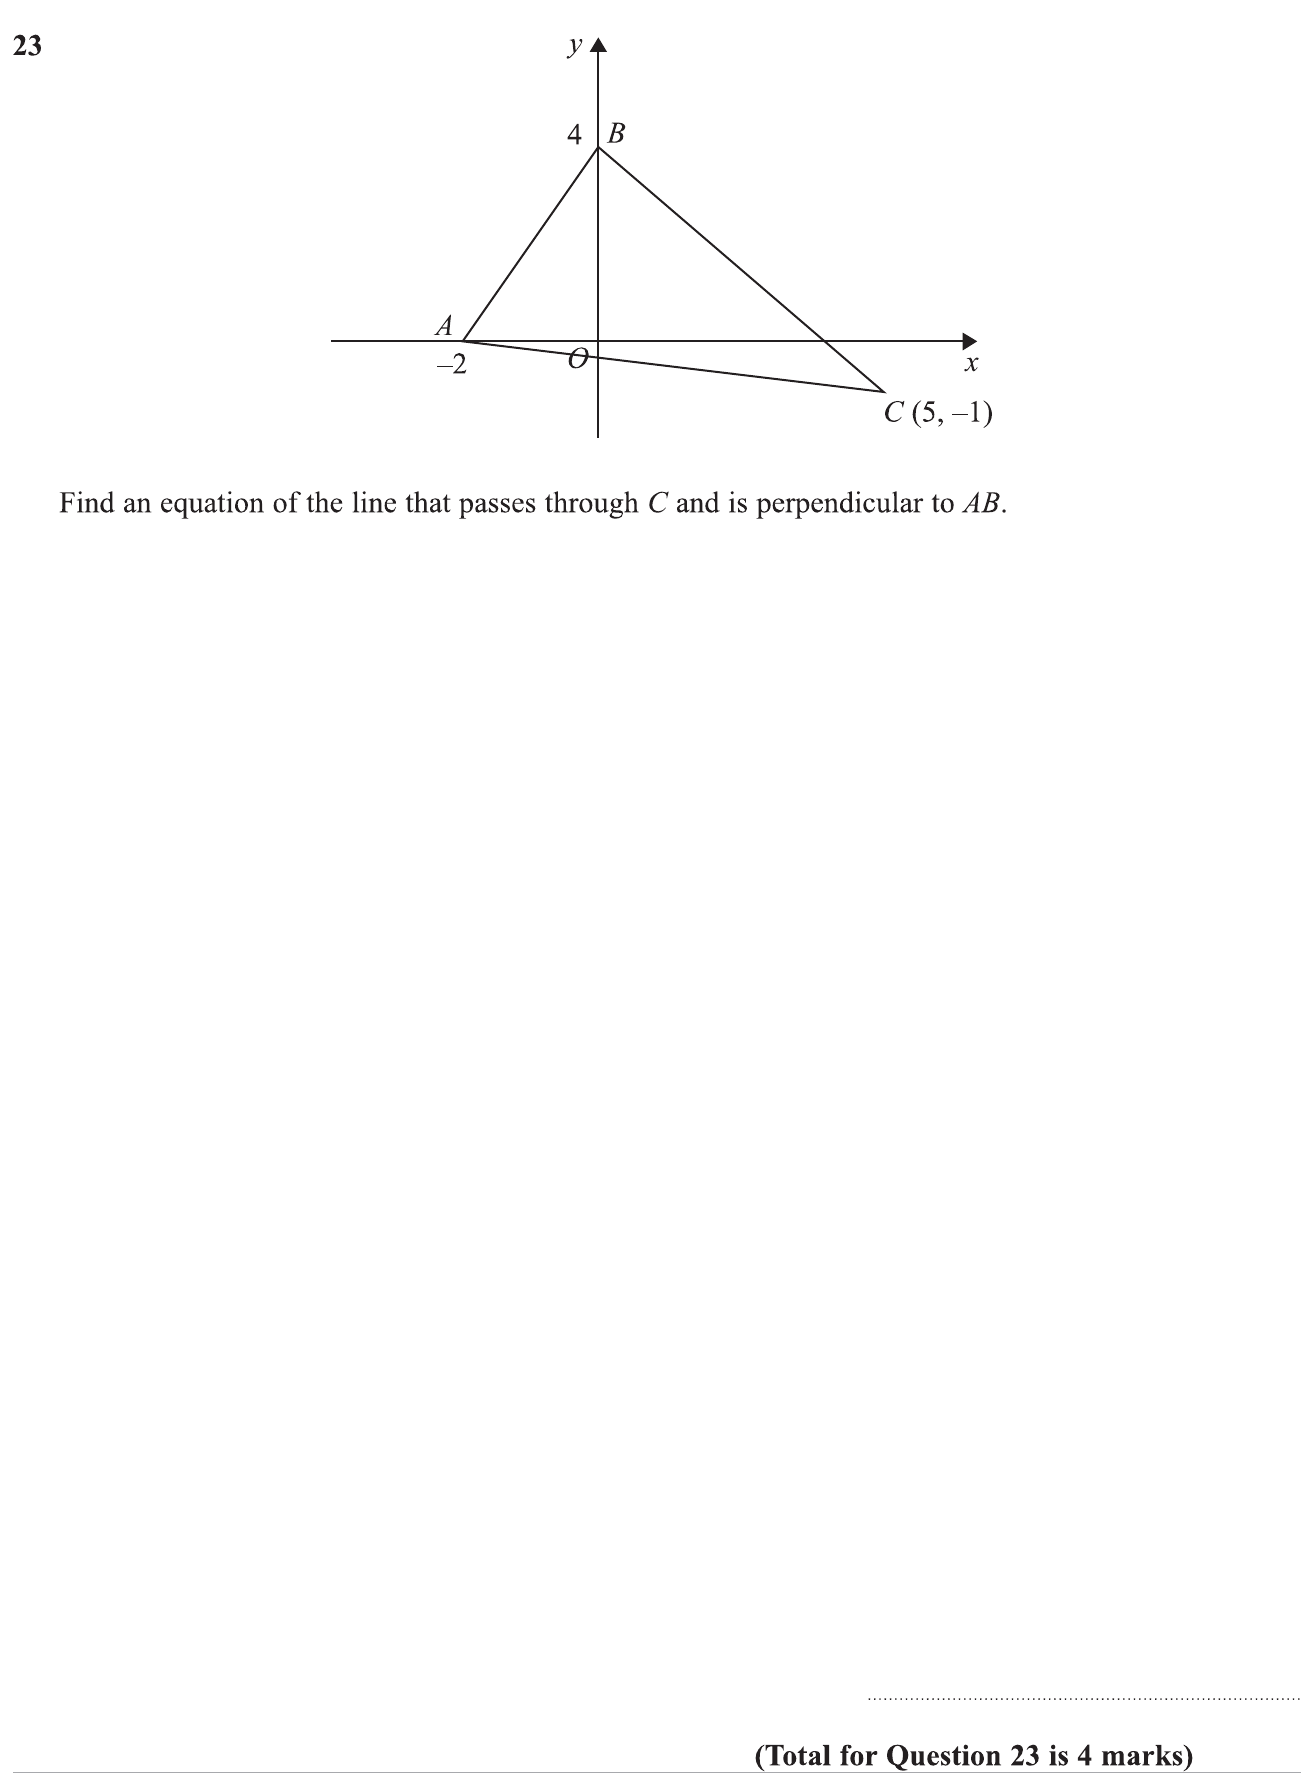 23
y
4 B
A
–2
O
x
C (5, –1)
Find an equation of the line that passes through C and is perpendicular to AB.
(Total for Question 23 is 4 marks)